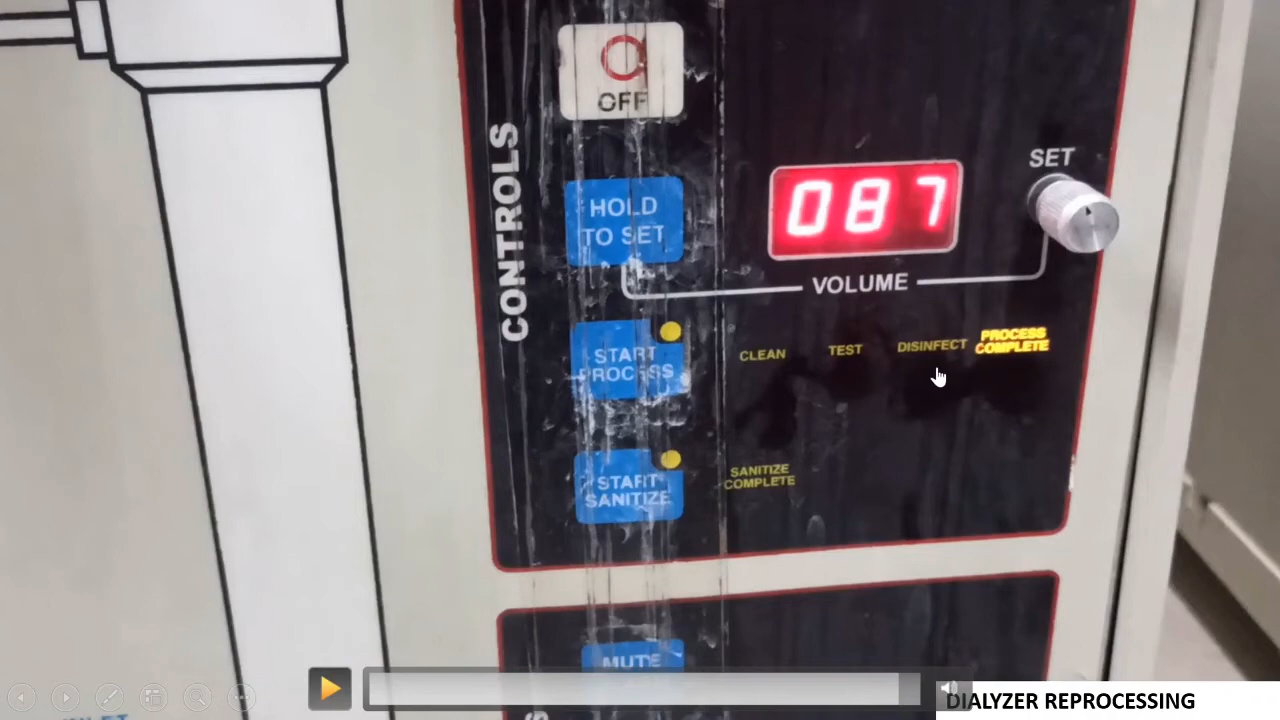 OFF
CONTROLS
HOLD
TO SET
087
SET
VOLUME
START
PROCESS
CLEAN
TEST
DISINFECT
PROCESS
COMPLETE
START
SANITIZE
SANITIZE
COMPLETE
MUTE
DIALYZER REPROCESSING